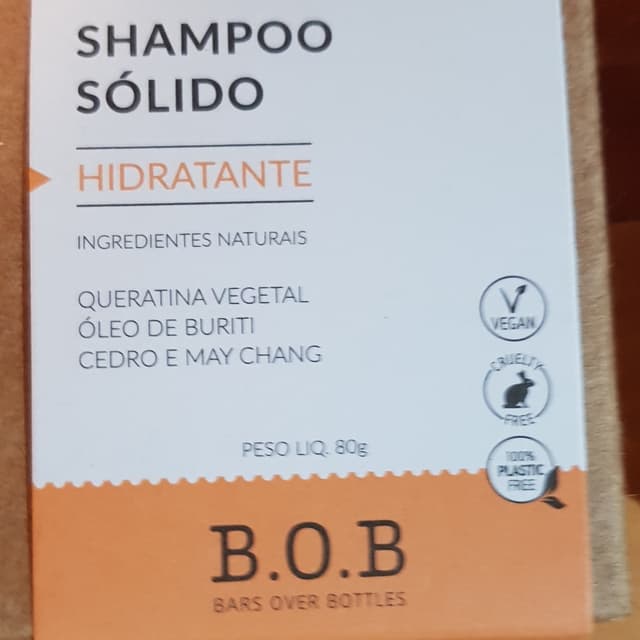 SHAMPOO
SÓLIDO
HIDRATANTE
INGREDIENTES NATURAIS
QUERATINA VEGETAL
ÓLEO DE BURITI
CEDRO E MAY CHANG
VEGAN
CRUELTY
FREE
PESO LIQ. 80g
100%
PLASTIC
FREE
B.O.B
BARS OVER BOTTLES